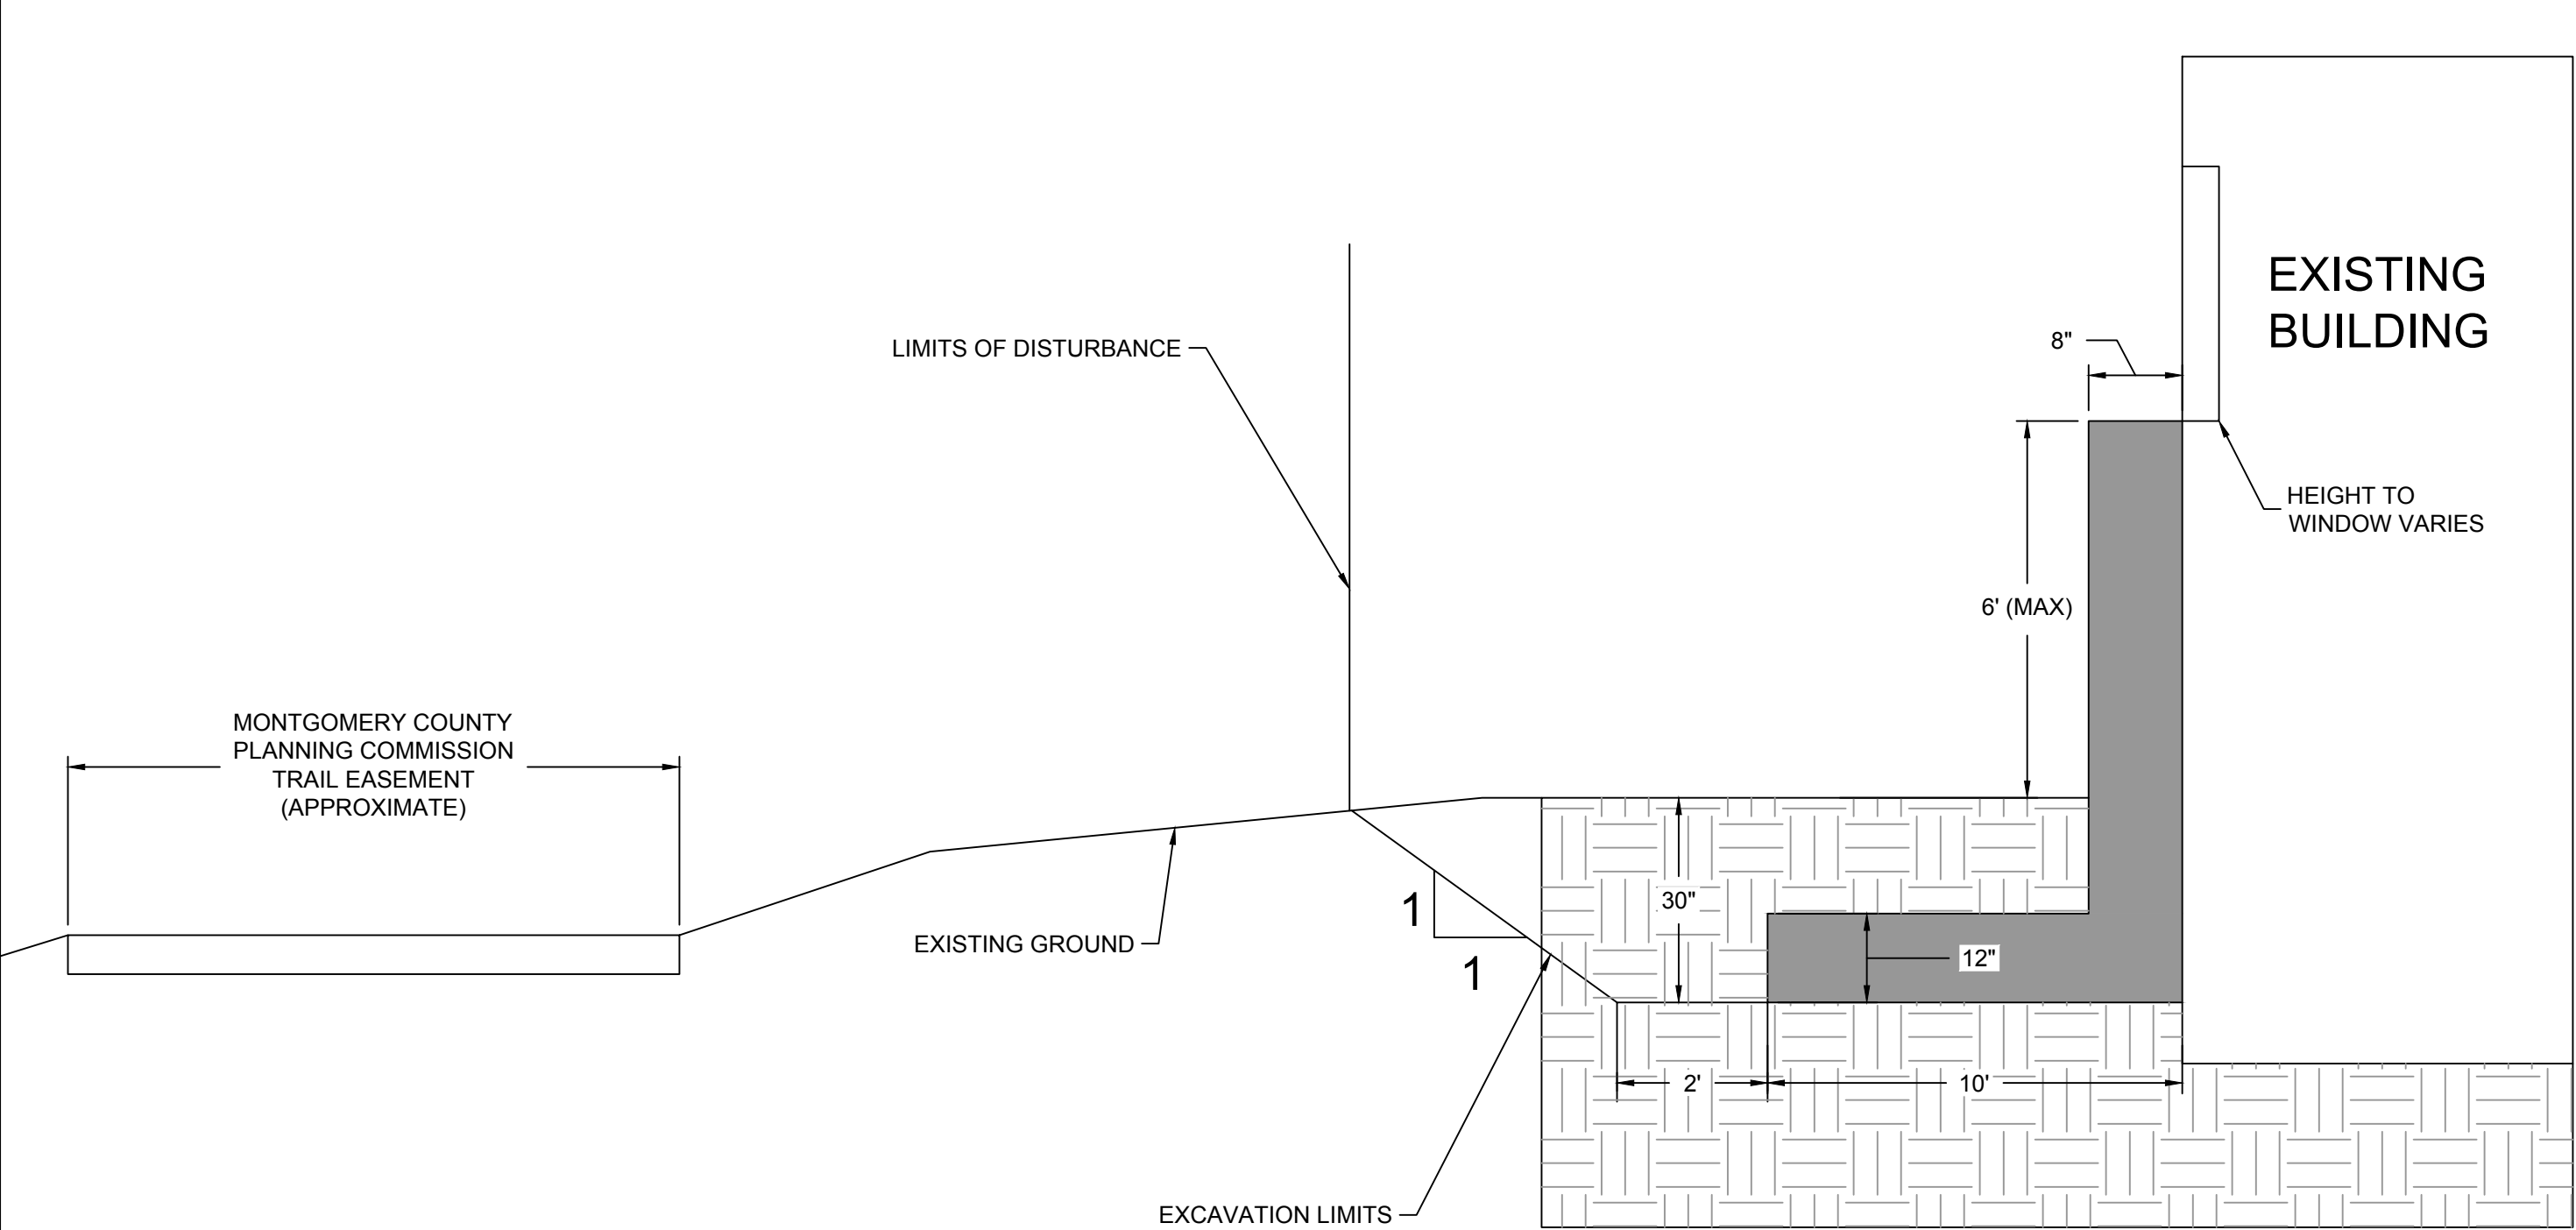 EXISTING
BUILDING
8"
LIMITS OF DISTURBANCE
HEIGHT TO
WINDOW VARIES
6' (MAX)
MONTGOMERY COUNTY
PLANNING COMMISSION
TRAIL EASEMENT
(APPROXIMATE)
30"
1
EXISTING GROUND
12"
1
2'
10'
EXCAVATION LIMITS